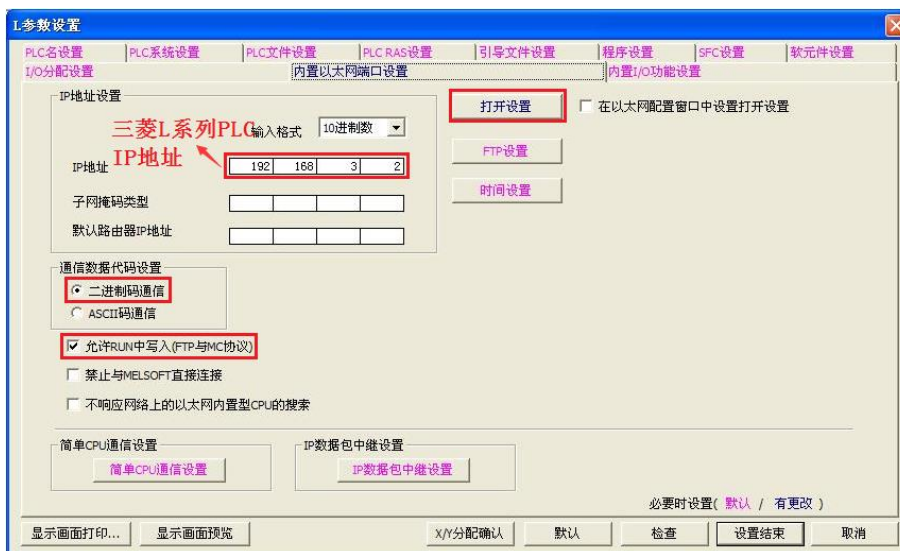 L参数设置
PLC名设置 PLC系统设置 PLC文件设置 PLC RAS设置 引导文件设置 程序设置 SFC设置 软元件设置
I/O分配设置 内置以太网端口设置 内置I/O功能设置
IP地址设置
打开设置 在以太网配置窗口中设置打开设置
三菱L系列PLC 输入格式 10进制数
IP地址
FTP设置
IP地址 192 168 3 2
时间设置
子网掩码类型
默认路由器IP地址
通信数据代码设置
二进制码通信
ASCII码通信
允许RUN中写入(FTP与MC协议)
禁止与MELSOFT直接连接
不响应网络上的以太网内置型CPU的搜索
简单CPU通信设置 IP数据包中继设置
简单CPU通信设置 IP数据包中继设置
必要时设置( 默认 / 有更改 )
显示画面打印... 显示画面预览 X/Y分配确认 默认 检查 设置结束 取消